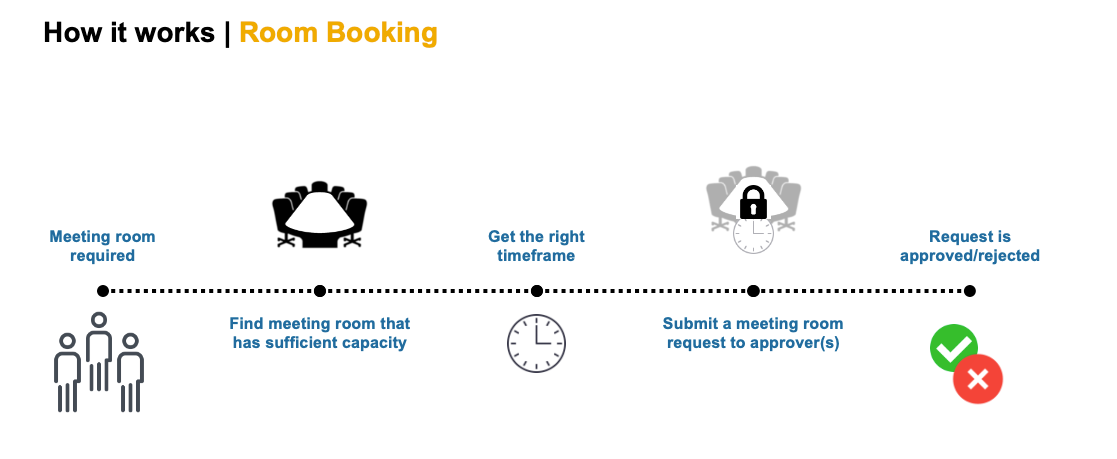 How it works | Room Booking
Meeting room
required
Find meeting room that
has sufficient capacity
Get the right
timeframe
Submit a meeting room
request to approver(s)
Request is
approved/rejected